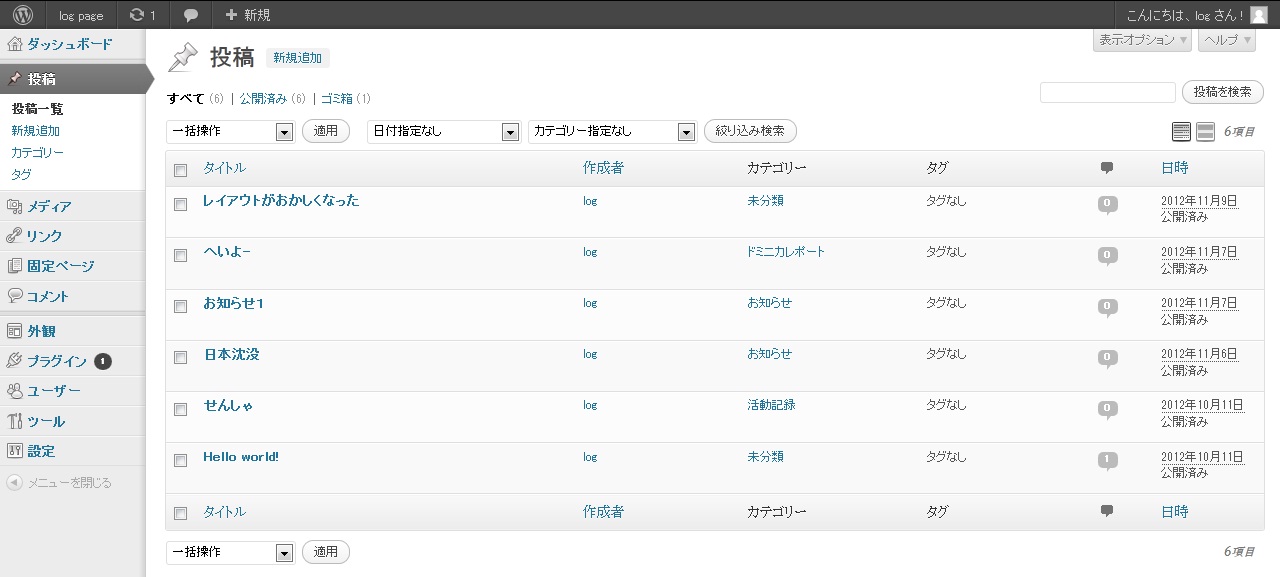 log page 1 新規 こんにちは、log さん !
表示オプション ヘルプ
ダッシュボード
投稿
投稿一覧
新規追加
カテゴリー
タグ
メディア
リンク
固定ページ
コメント
外観
プラグイン 1
ユーザー
ツール
設定
メニューを閉じる
投稿 新規追加
すべて (6) | 公開済み (6) | ゴミ箱 (1)
投稿を検索
一括操作 適用 日付指定なし カテゴリー指定なし 絞り込み検索 6項目
タイトル 作成者 カテゴリー タグ 日時
レイアウトがおかしくなった log 未分類 タグなし 0 2012年11月9日
公開済み
へいよー log ドミニカレポート タグなし 0 2012年11月7日
公開済み
お知らせ1 log お知らせ タグなし 0 2012年11月7日
公開済み
日本沈没 log お知らせ タグなし 0 2012年11月6日
公開済み
せんしゃ log 活動記録 タグなし 0 2012年10月11日
公開済み
Hello world! log 未分類 タグなし 1 2012年10月11日
公開済み
タイトル 作成者 カテゴリー タグ 日時
一括操作 適用 6項目